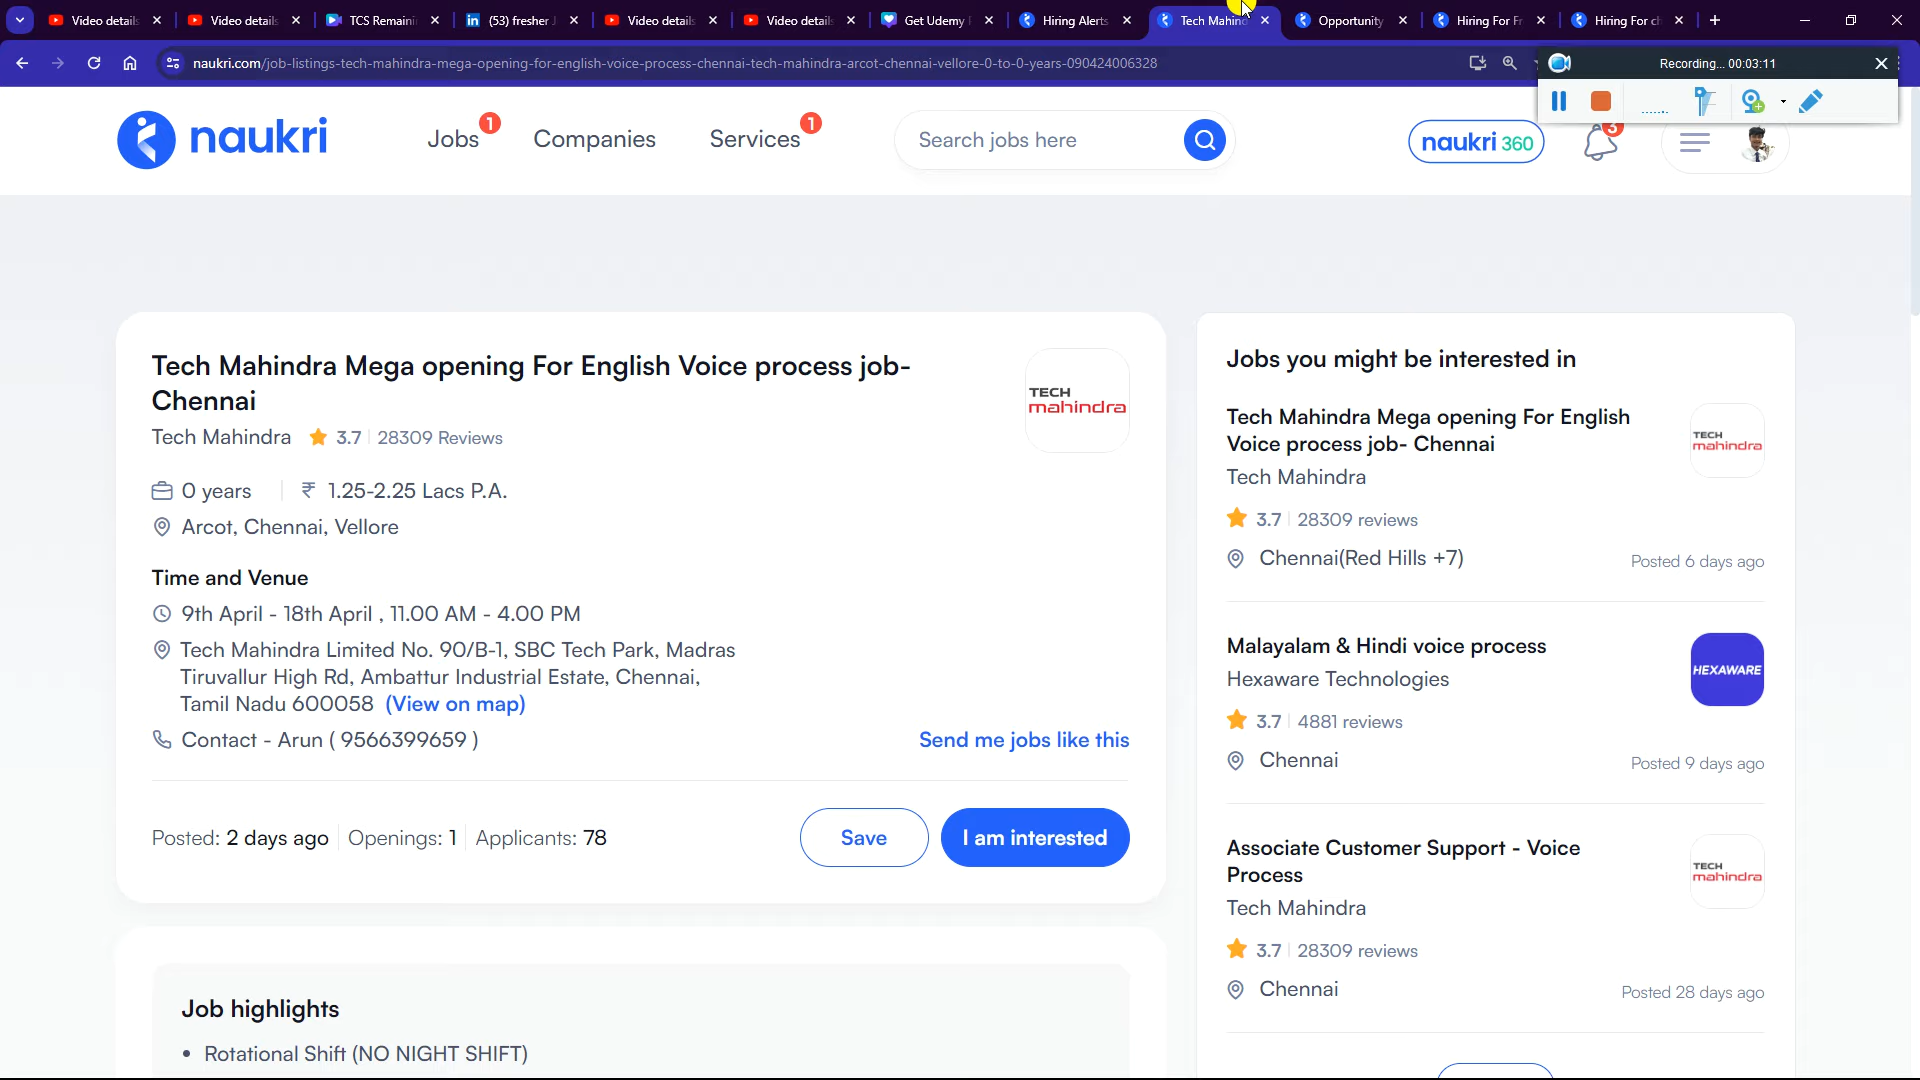 Video details
Video details
TCS Remaini
(53) fresher J
Video details
Video details
Get Udemy
Hiring Alerts
Tech Mahind
Opportunity
Hiring For Fr
Hiring For ch
naukri.com/job-listings-tech-mahindra-mega-opening-for-english-voice-process-chennai-tech-mahindra-arcot-chennai-vellore-0-to-0-years-090424006328
Recording... 00:03:11
naukri
Jobs 1
Companies
Services 1
Search jobs here
naukri 360
3
Tech Mahindra Mega opening For English Voice process job-
Chennai
Tech Mahindra 3.7 28309 Reviews
TECH
mahindra
0 years ₹ 1.25-2.25 Lacs P.A.
Arcot, Chennai, Vellore
Time and Venue
9th April - 18th April , 11.00 AM - 4.00 PM
Tech Mahindra Limited No. 90/B-1, SBC Tech Park, Madras
Tiruvallur High Rd, Ambattur Industrial Estate, Chennai,
Tamil Nadu 600058 (View on map)
Contact - Arun ( 9566399659 )
Send me jobs like this
Posted: 2 days ago Openings: 1 Applicants: 78
Save
I am interested
Job highlights
• Rotational Shift (NO NIGHT SHIFT)
Jobs you might be interested in
Tech Mahindra Mega opening For English
Voice process job- Chennai
Tech Mahindra
TECH
mahindra
3.7 28309 reviews
Chennai(Red Hills +7)
Posted 6 days ago
Malayalam & Hindi voice process
Hexaware Technologies
HEXAWARE
3.7 4881 reviews
Chennai
Posted 9 days ago
Associate Customer Support - Voice
Process
Tech Mahindra
TECH
mahindra
3.7 28309 reviews
Chennai
Posted 28 days ago